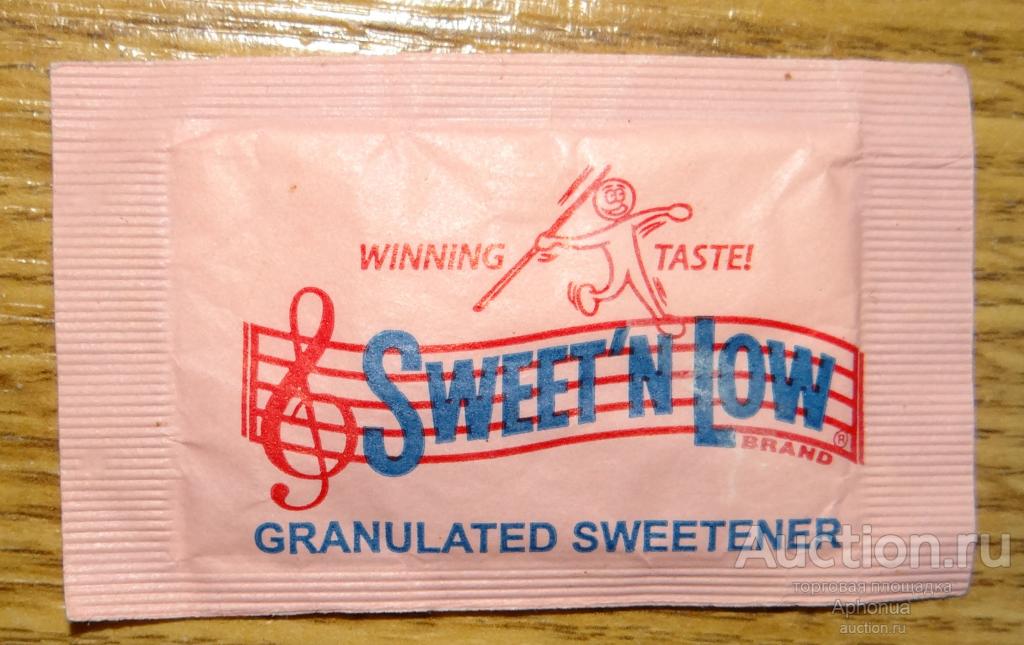 WINNING TASTE!
SWEET'N LOW
BRAND ®
GRANULATED SWEETENER
Auction.ru
торговая площадка
Aphonua
auction.ru